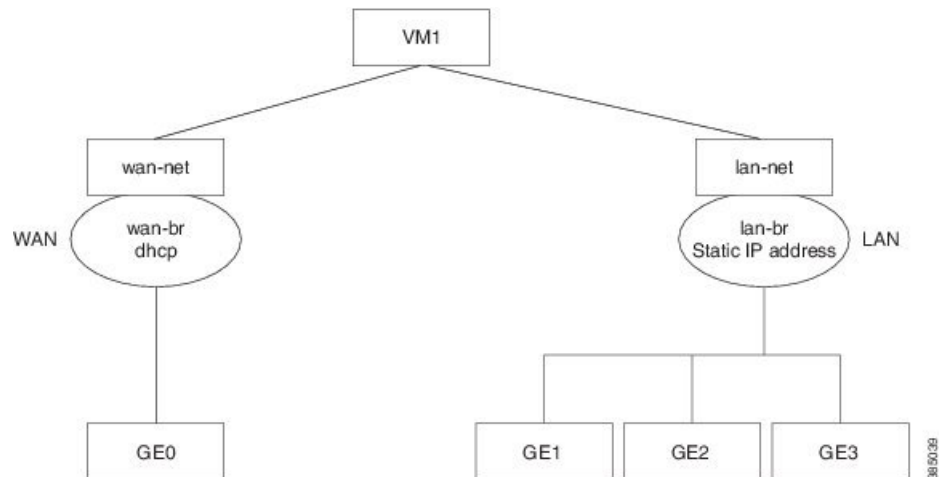 VM1
wan-net
lan-net
WAN
wan-br
dhcp
lan-br
Static IP address
LAN
GE0
GE1
GE2
GE3
385039